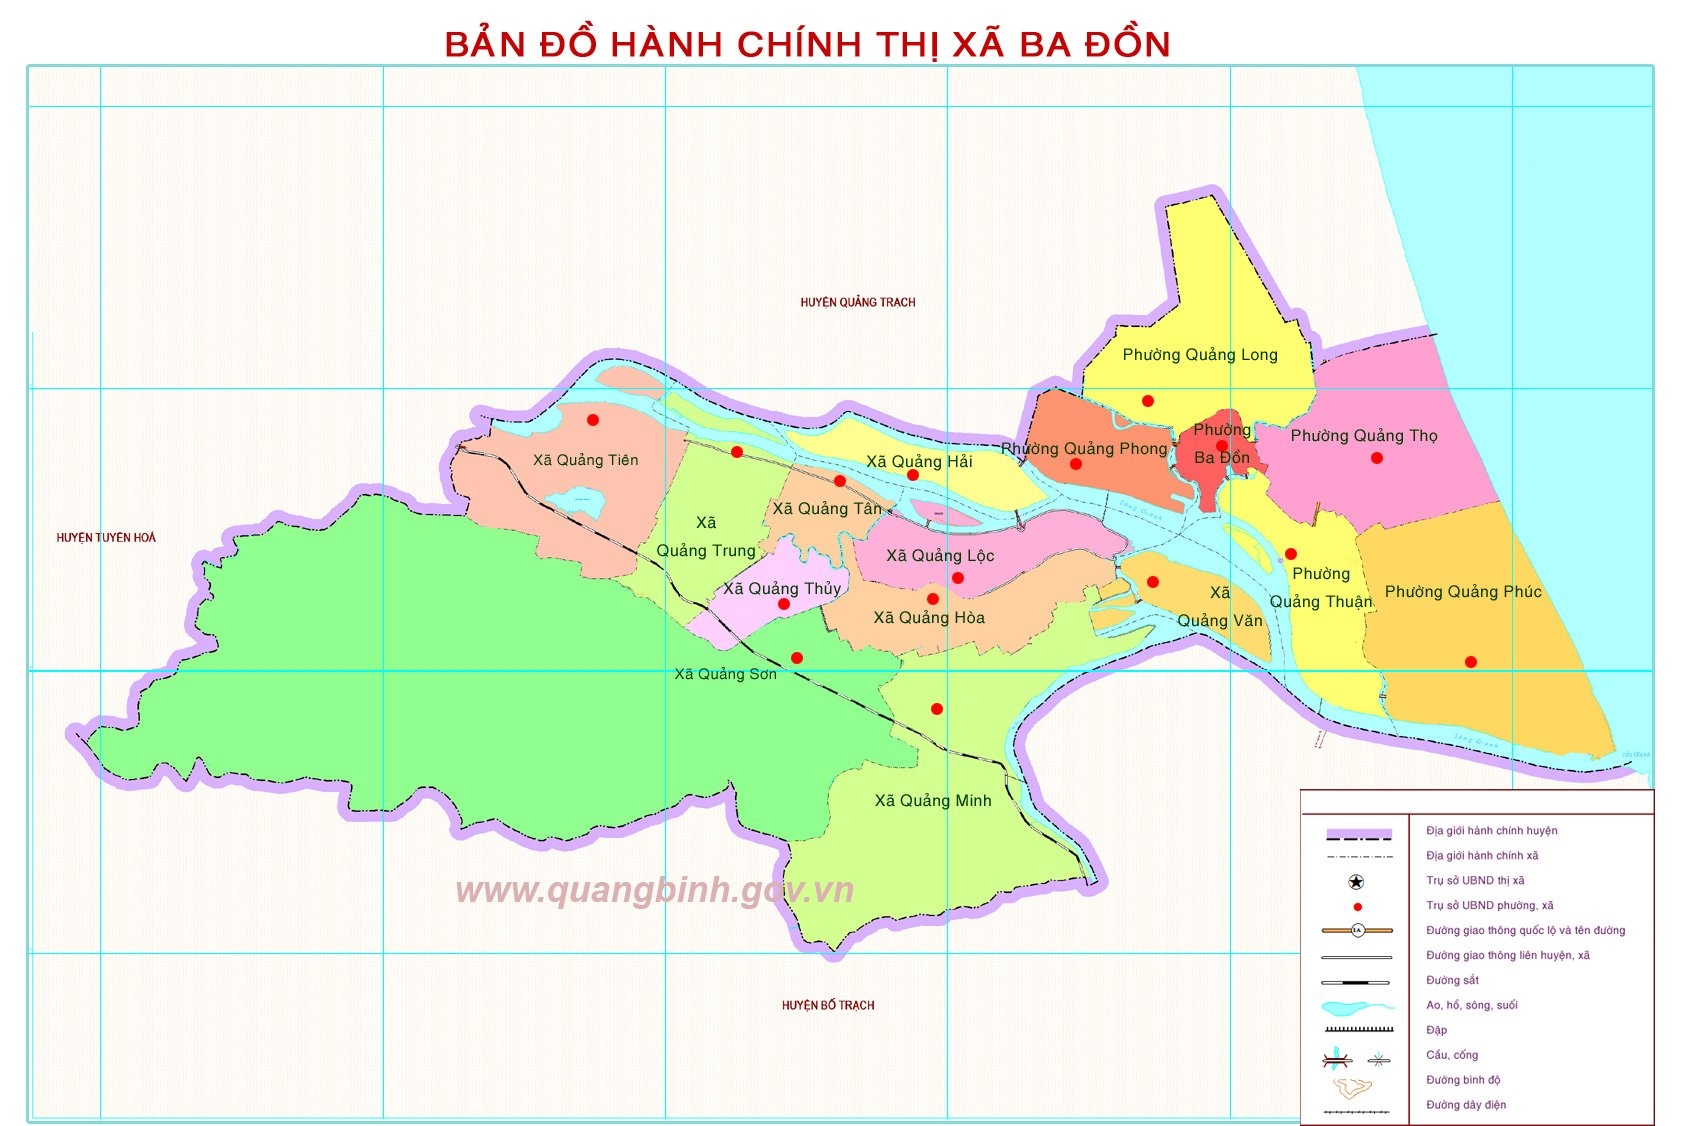 BẢN ĐỒ HÀNH CHÍNH THỊ XÃ BA ĐỒN
HUYỆN QUẢNG TRẠCH
Phường Quảng Long
Phường Quảng Thọ
Phường
Ba Đồn
Phường Quảng Phong
Xã Quảng Hải
Xã Quảng Tiên
Xã Quảng Tân
Xã
Quảng Trung
HUYỆN TUYÊN HOÁ
Xã Quảng Lộc
Sông Gianh
Xã Quảng Thủy
Phường
Quảng Thuận
Phường Quảng Phúc
Xã
Quảng Văn
Xã Quảng Hòa
Xã Quảng Sơn
Sông Gianh
Xã Quảng Minh
www.quangbinh.gov.vn
HUYỆN BỐ TRẠCH
Địa giới hành chính huyện
Địa giới hành chính xã
Trụ sở UBND thị xã
Trụ sở UBND phường, xã
Đường giao thông quốc lộ và tên đường
Đường giao thông liên huyện, xã
Đường sắt
Ao, hồ, sông, suối
Đập
Cầu, cống
Đường bình độ
Đường dây điện